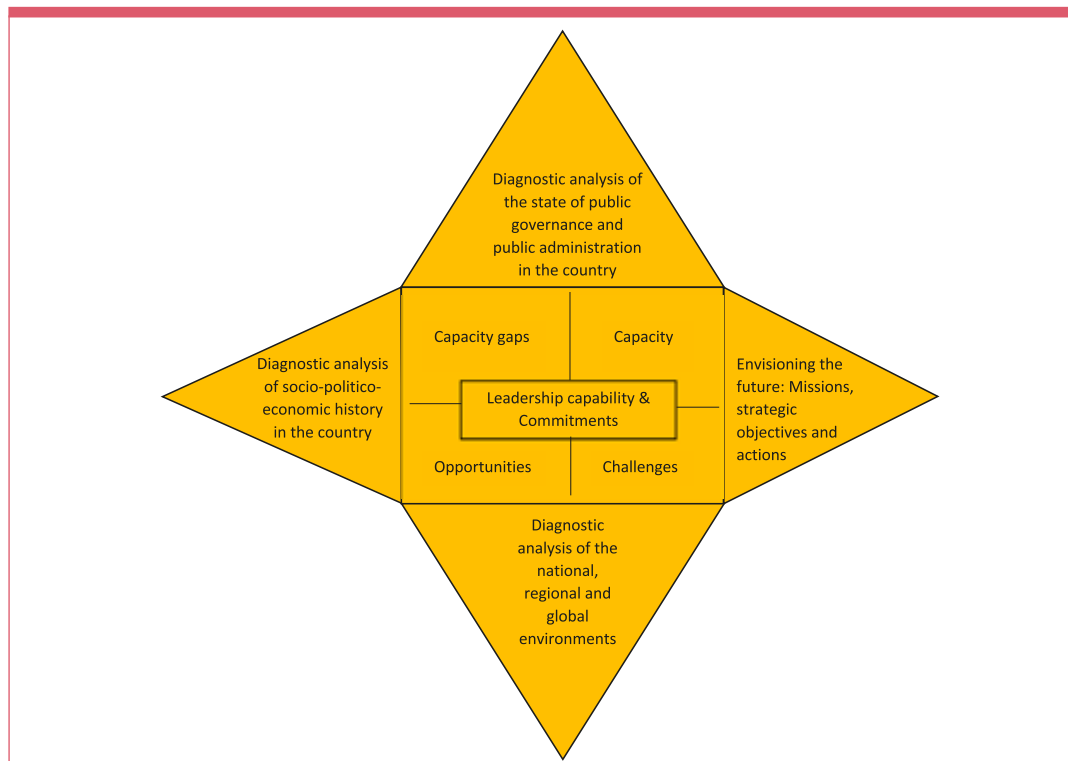 Diagnostic analysis of
the state of public
governance and
public administration
in the country
Capacity gaps
Capacity
Diagnostic analysis
of socio-politico-
economic history
in the country
Leadership capability &
Commitments
Envisioning the
future: Missions,
strategic
objectives and
actions
Opportunities
Challenges
Diagnostic
analysis of the
national,
regional and
global
environments